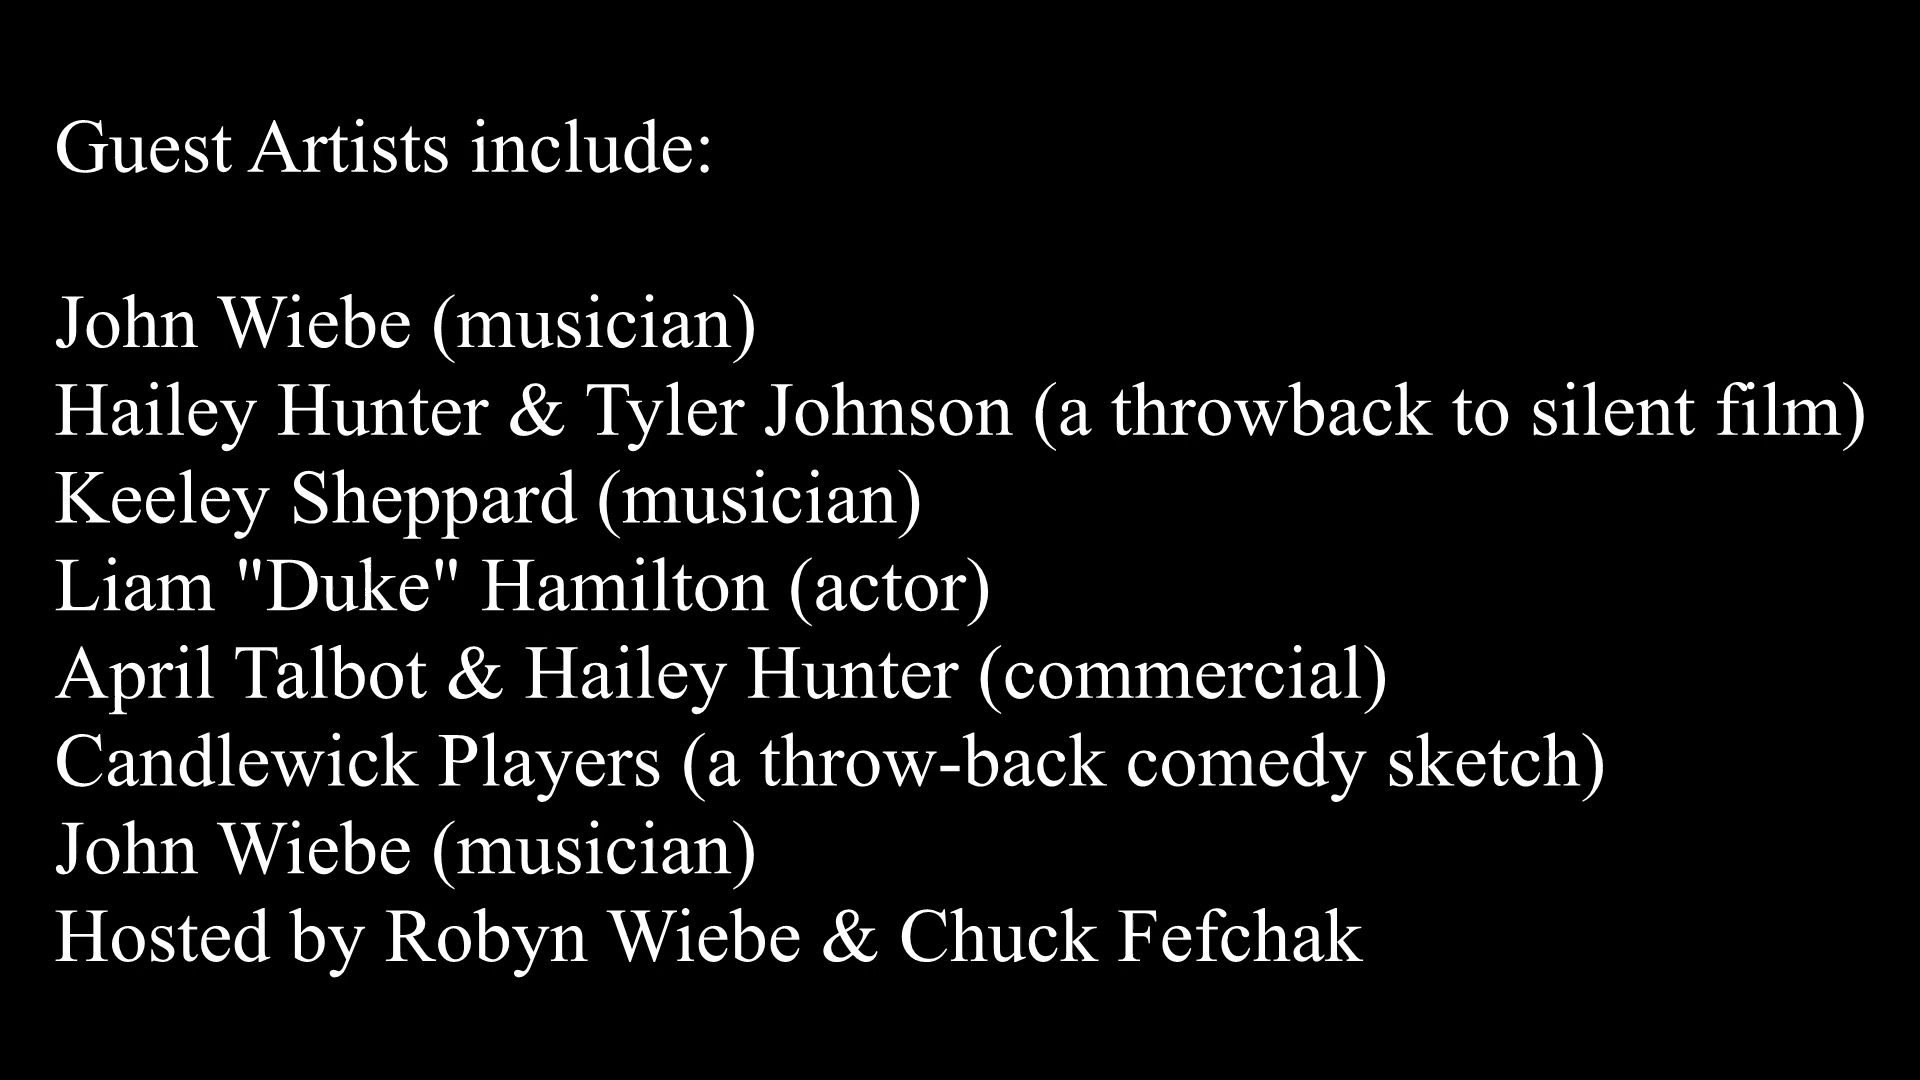 Guest Artists include:
John Wiebe (musician)
Hailey Hunter & Tyler Johnson (a throwback to silent film)
Keeley Sheppard (musician)
Liam "Duke" Hamilton (actor)
April Talbot & Hailey Hunter (commercial)
Candlewick Players (a throw-back comedy sketch)
John Wiebe (musician)
Hosted by Robyn Wiebe & Chuck Fefchak